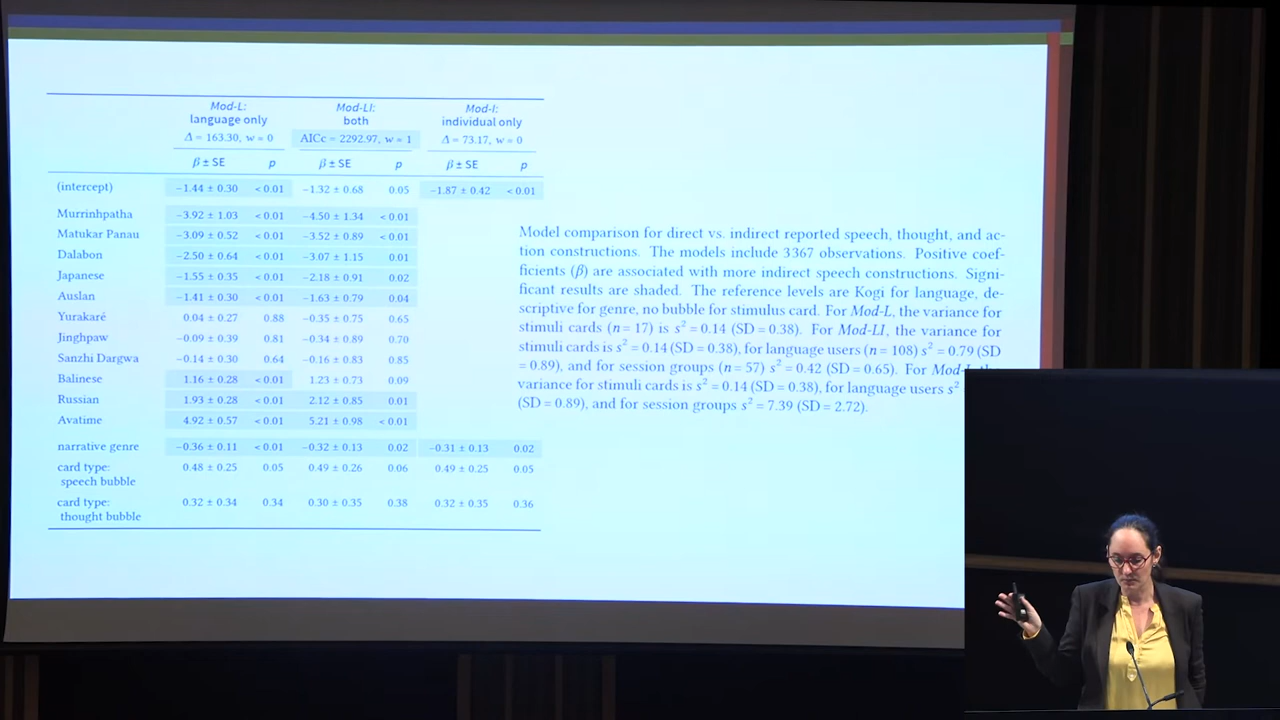 Mod-L: Mod-LI: Mod-I:
language only both individual only
Δ = 163.30, w = 0 AICc = 2292.97, w = 1 Δ = 73.17, w = 0
β ± SE p β ± SE p β ± SE p
(intercept) −1.44 ± 0.30 < 0.01 −1.32 ± 0.68 0.05 −1.87 ± 0.42 < 0.01
Murrinhpatha −3.92 ± 1.03 < 0.01 −4.50 ± 1.34 < 0.01
Matukar Panau −3.09 ± 0.52 < 0.01 −3.52 ± 0.89 < 0.01
Dalabon −2.50 ± 0.64 < 0.01 −3.07 ± 1.15 0.01
Japanese −1.55 ± 0.35 < 0.01 −2.18 ± 0.91 0.02
Auslan −1.41 ± 0.30 < 0.01 −1.63 ± 0.79 0.04
Yurakaré 0.04 ± 0.27 0.88 −0.35 ± 0.75 0.65
Jinghpaw −0.09 ± 0.39 0.81 −0.34 ± 0.89 0.70
Sanzhi Dargwa −0.14 ± 0.30 0.64 −0.16 ± 0.83 0.85
Balinese 1.16 ± 0.28 < 0.01 1.23 ± 0.73 0.09
Russian 1.93 ± 0.28 < 0.01 2.12 ± 0.85 0.01
Avatime 4.92 ± 0.57 < 0.01 5.21 ± 0.98 < 0.01
narrative genre −0.36 ± 0.11 < 0.01 −0.32 ± 0.13 0.02 −0.31 ± 0.13 0.02
card type: 0.48 ± 0.25 0.05 0.49 ± 0.26 0.06 0.49 ± 0.25 0.05
speech bubble
card type: 0.32 ± 0.34 0.34 0.30 ± 0.35 0.38 0.32 ± 0.35 0.36
thought bubble
Model comparison for direct vs. indirect reported speech, thought, and ac-
tion constructions. The models include 3367 observations. Positive coef-
ficients (β) are associated with more indirect speech constructions. Signi-
ficant results are shaded. The reference levels are Kogi for language, de-
scriptive for genre, no bubble for stimulus card. For Mod-L, the variance for
stimuli cards (n = 17) is s² = 0.14 (SD = 0.38). For Mod-LI, the variance for
stimuli cards is s² = 0.14 (SD = 0.38), for language users (n = 108) s² = 0.79 (SD
= 0.89), and for session groups (n = 57) s² = 0.42 (SD = 0.65). For
variance for stimuli cards is s² = 0.14 (SD = 0.38), for language users s²
(SD = 0.89), and for session groups s² = 7.39 (SD = 2.72).